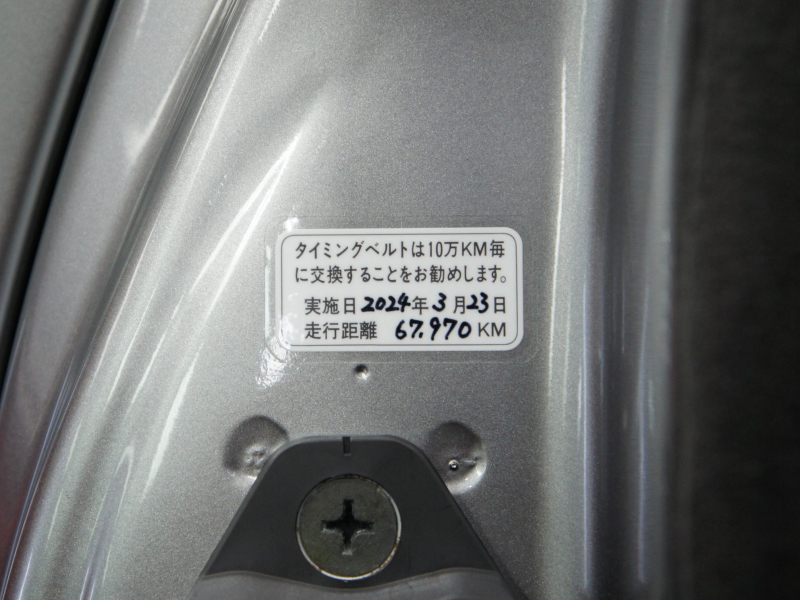 タイミングベルトは10万KM毎
に交換することをお勧めします。
実施日2024年3月23日
走行距離 67.970KM